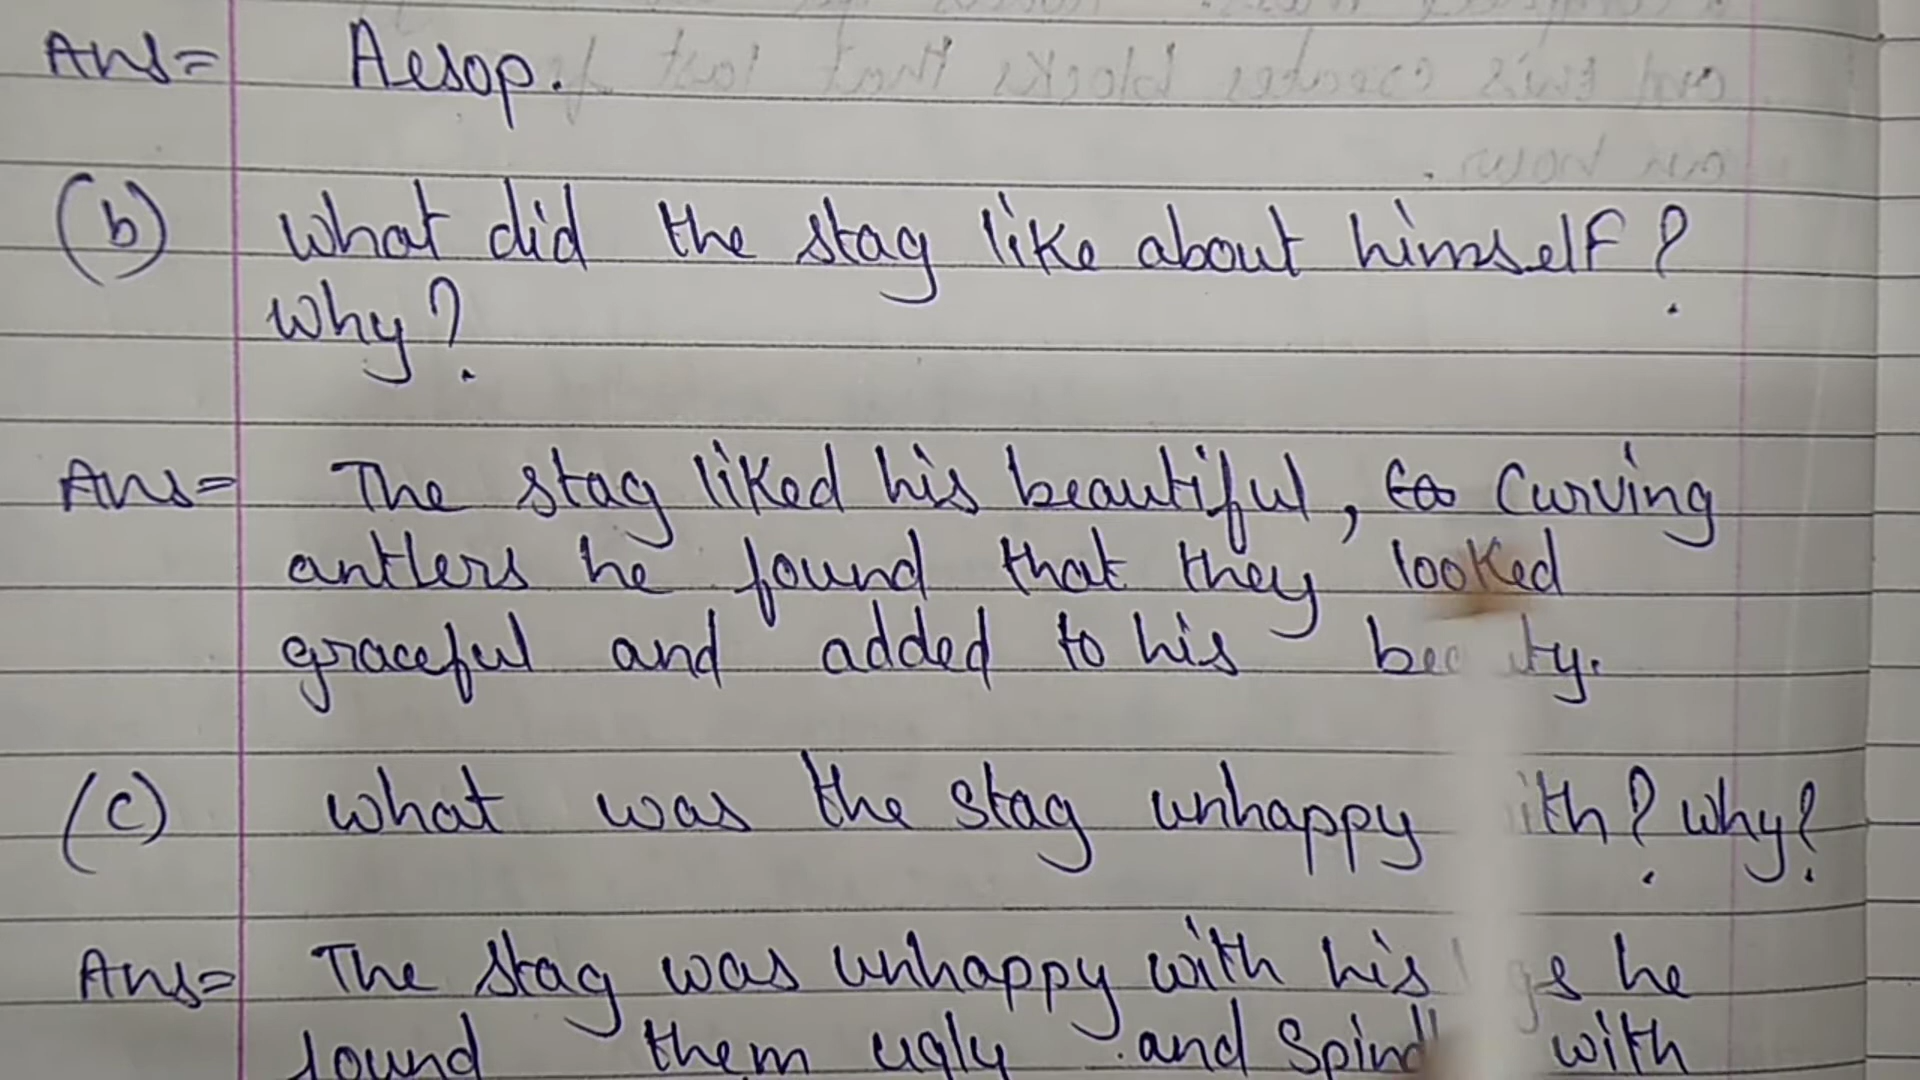 Ans= Aesop.
(b) What did the stag like about himself?
Why?
Ans= The stag liked his beautiful, curving
antlers he found that they looked
graceful and added to his
(c) What was the stag unhappy why?
Ans= The stag was unhappy with his he
found them ugly and with